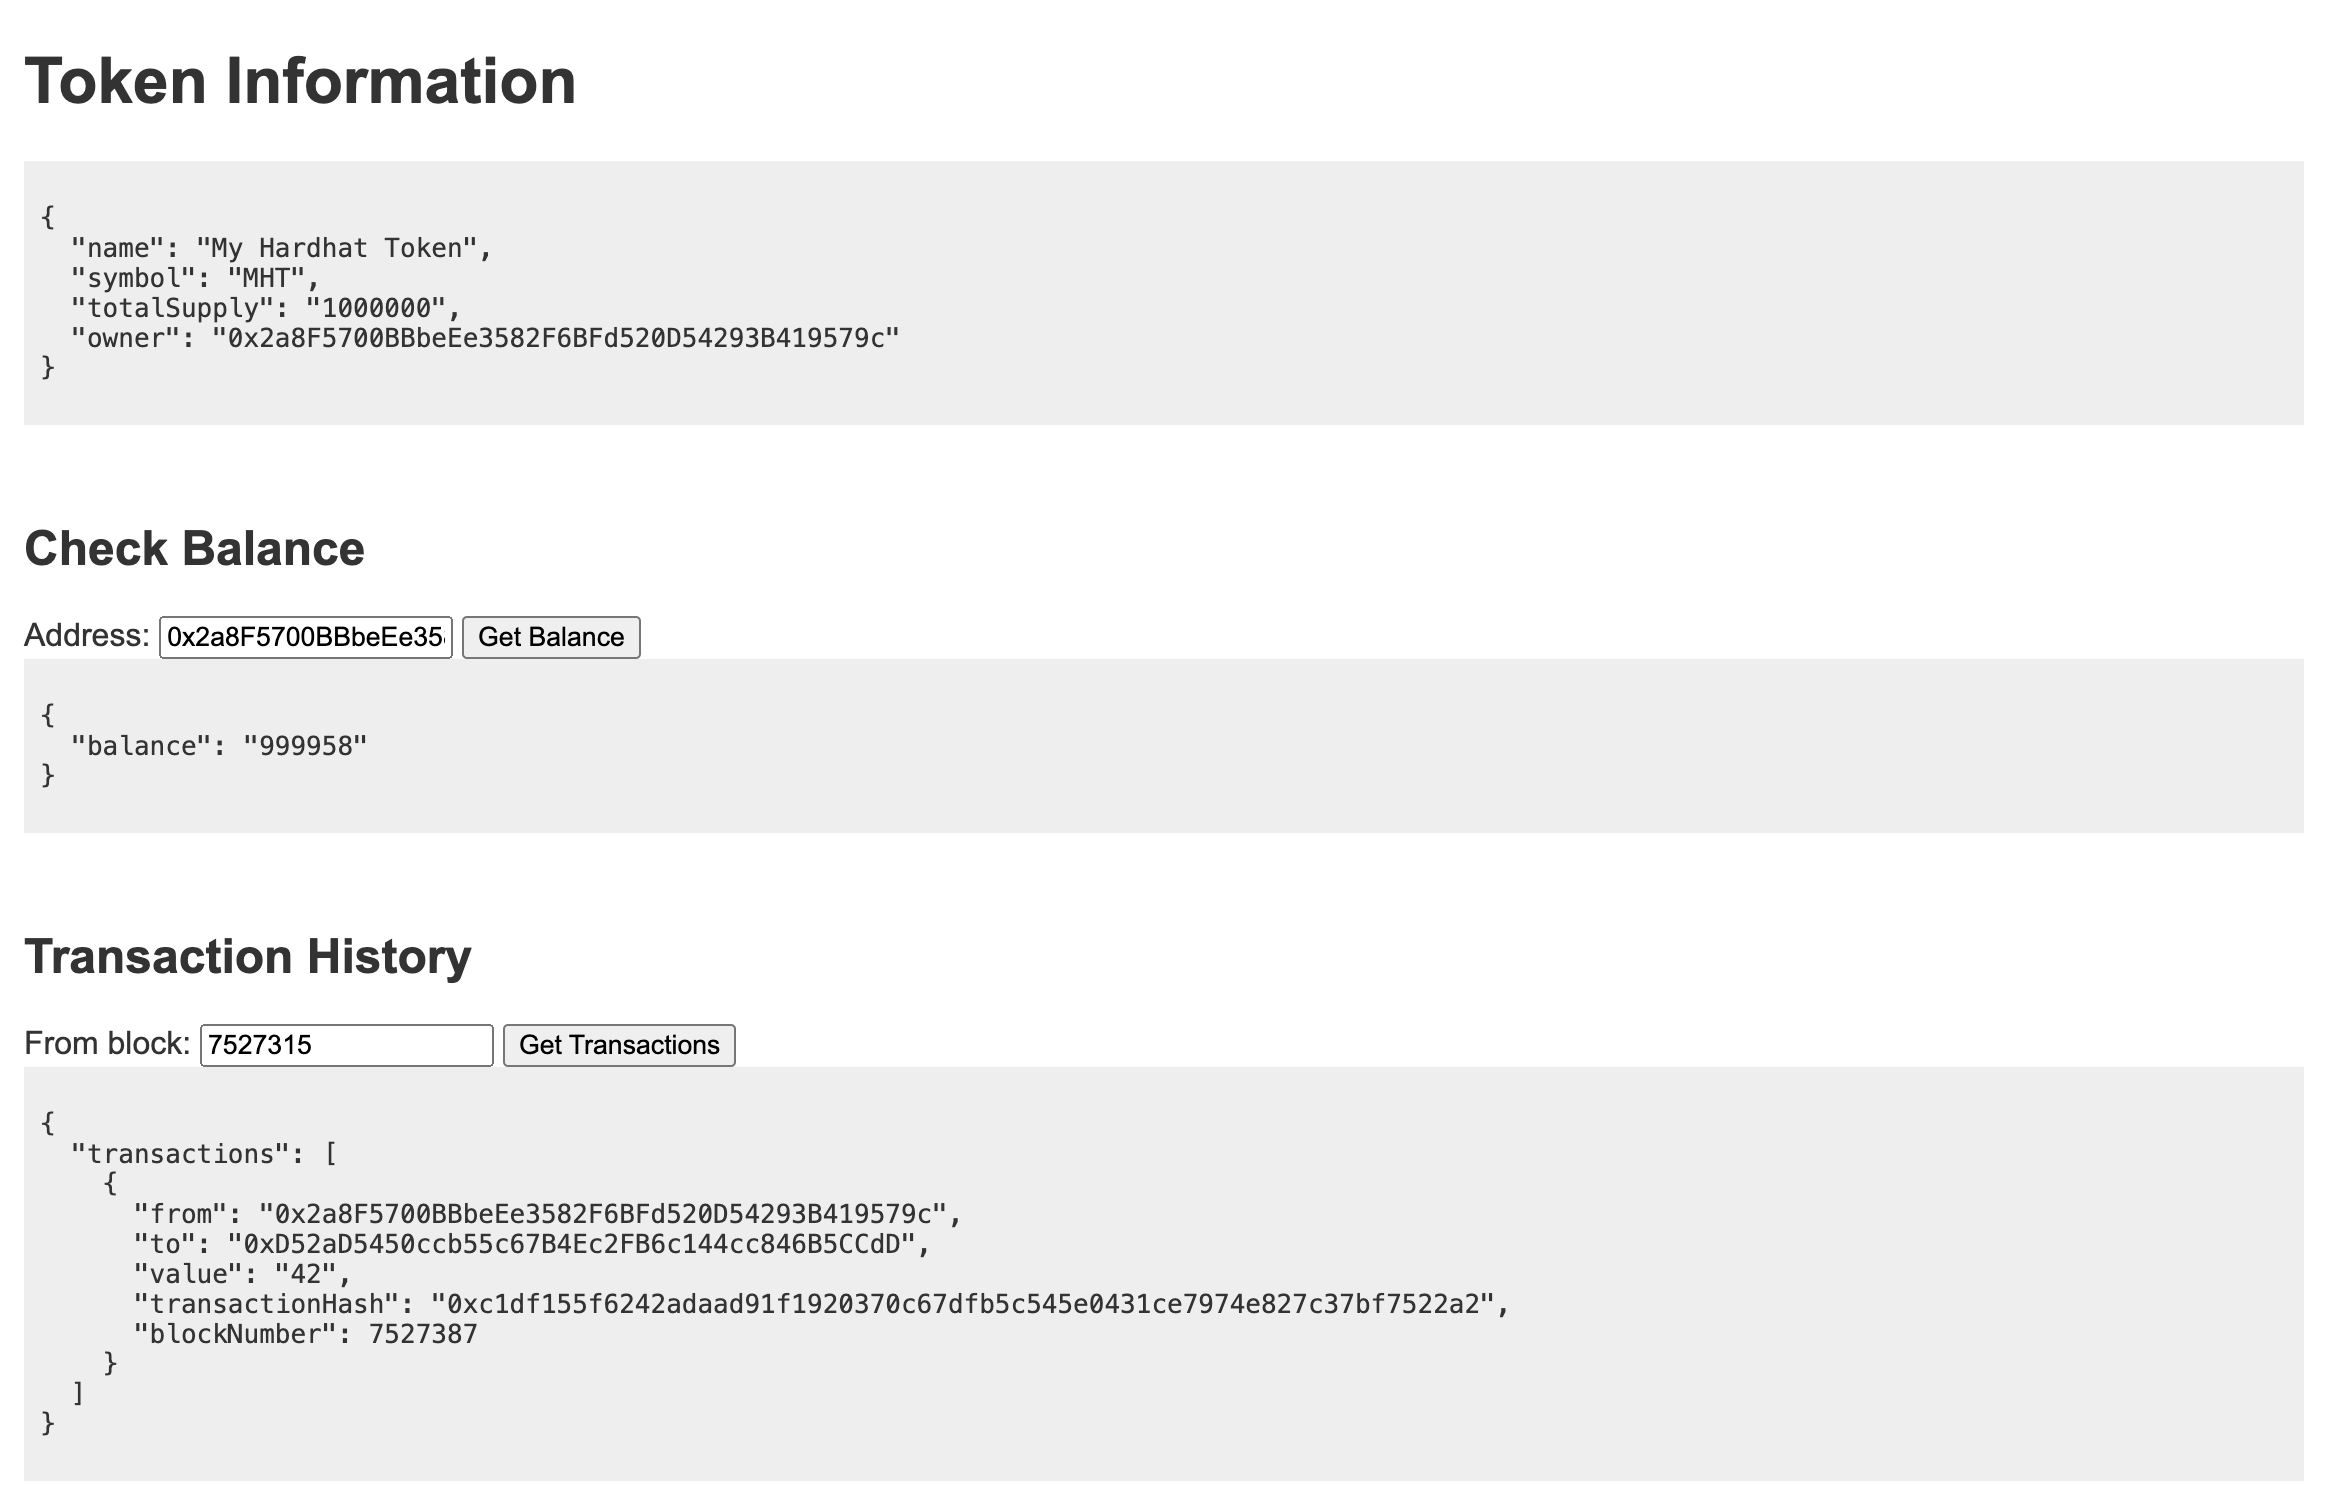 Token Information
{
  "name": "My Hardhat Token",
  "symbol": "MHT",
  "totalSupply": "1000000",
  "owner": "0x2a8F5700BBbeEe3582F6BFd520D54293B419579c"
}
Check Balance
Address: 0x2a8F5700BBbeEe35 Get Balance
{
  "balance": "999958"
}
Transaction History
From block: 7527315 Get Transactions
{
  "transactions": [
    {
      "from": "0x2a8F5700BBbeEe3582F6BFd520D54293B419579c",
      "to": "0xD52aD5450ccb55c67B4Ec2FB6c144cc846B5CCdD",
      "value": "42",
      "transactionHash": "0xc1df155f6242adaad91f1920370c67dfb5c545e0431ce7974e827c37bf7522a2",
      "blockNumber": 7527387
    }
  ]
}